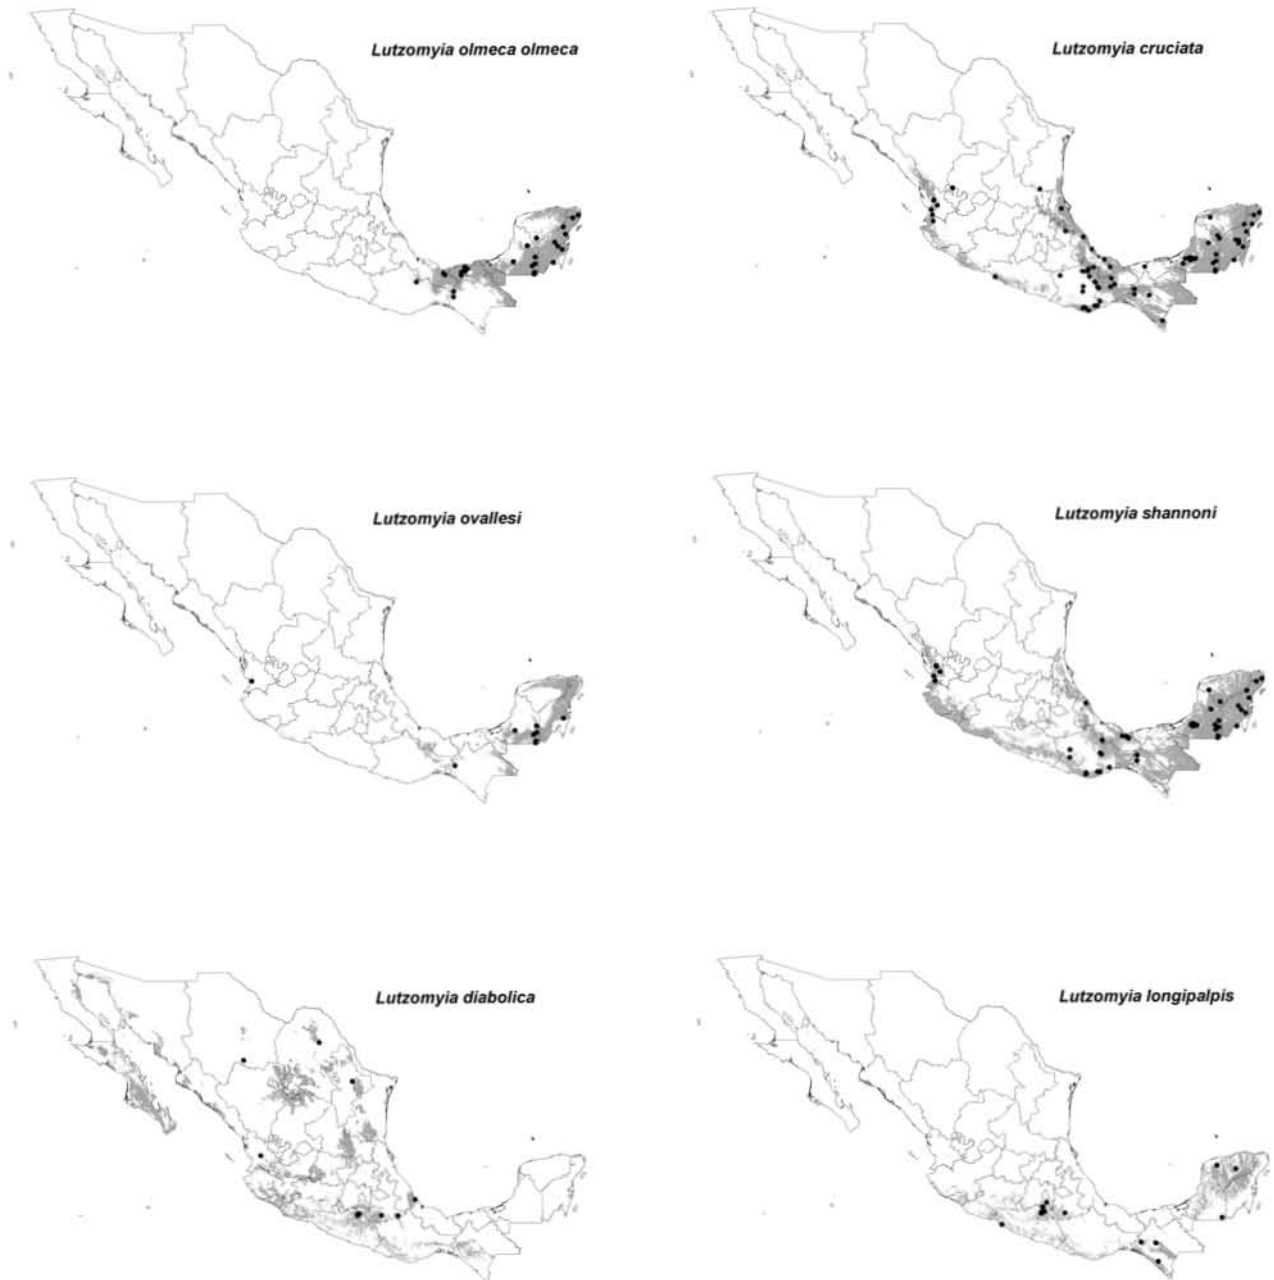 Lutzomyia olmeca olmeca
Lutzomyia cruciata
Lutzomyia ovallesi
Lutzomyia shannoni
Lutzomyia diabolica
Lutzomyia longipalpis